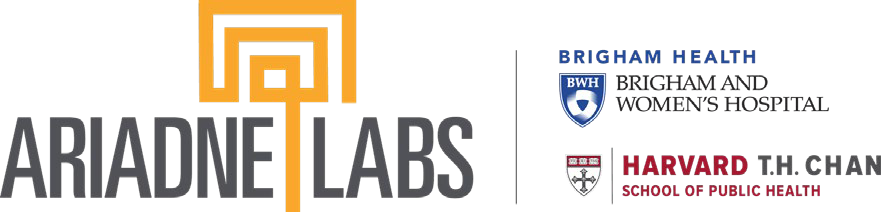 ARIADNE LABS
BRIGHAM HEALTH
BWH
BRIGHAM AND
WOMEN'S HOSPITAL
HARVARD T.H. CHAN
SCHOOL OF PUBLIC HEALTH